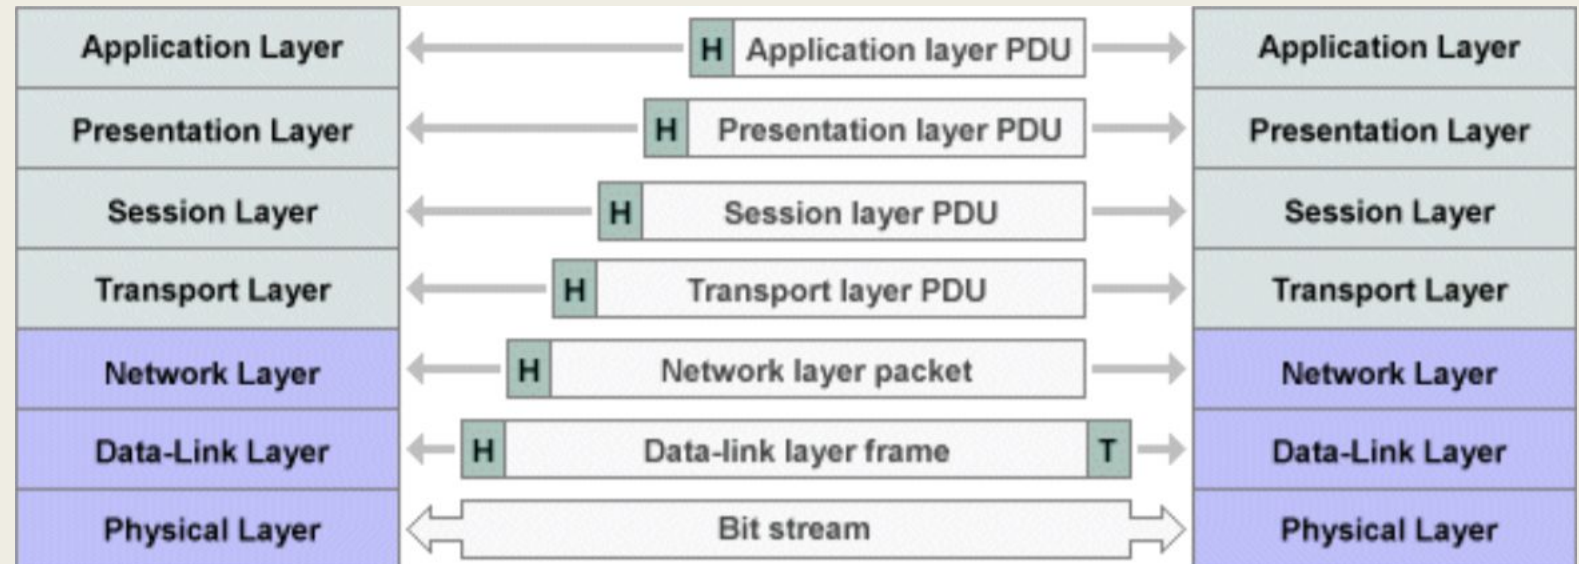 Application Layer H Application layer PDU Application Layer
Presentation Layer H Presentation layer PDU Presentation Layer
Session Layer H Session layer PDU Session Layer
Transport Layer H Transport layer PDU Transport Layer
Network Layer H Network layer packet Network Layer
Data-Link Layer H Data-link layer frame T Data-Link Layer
Physical Layer Bit stream Physical Layer